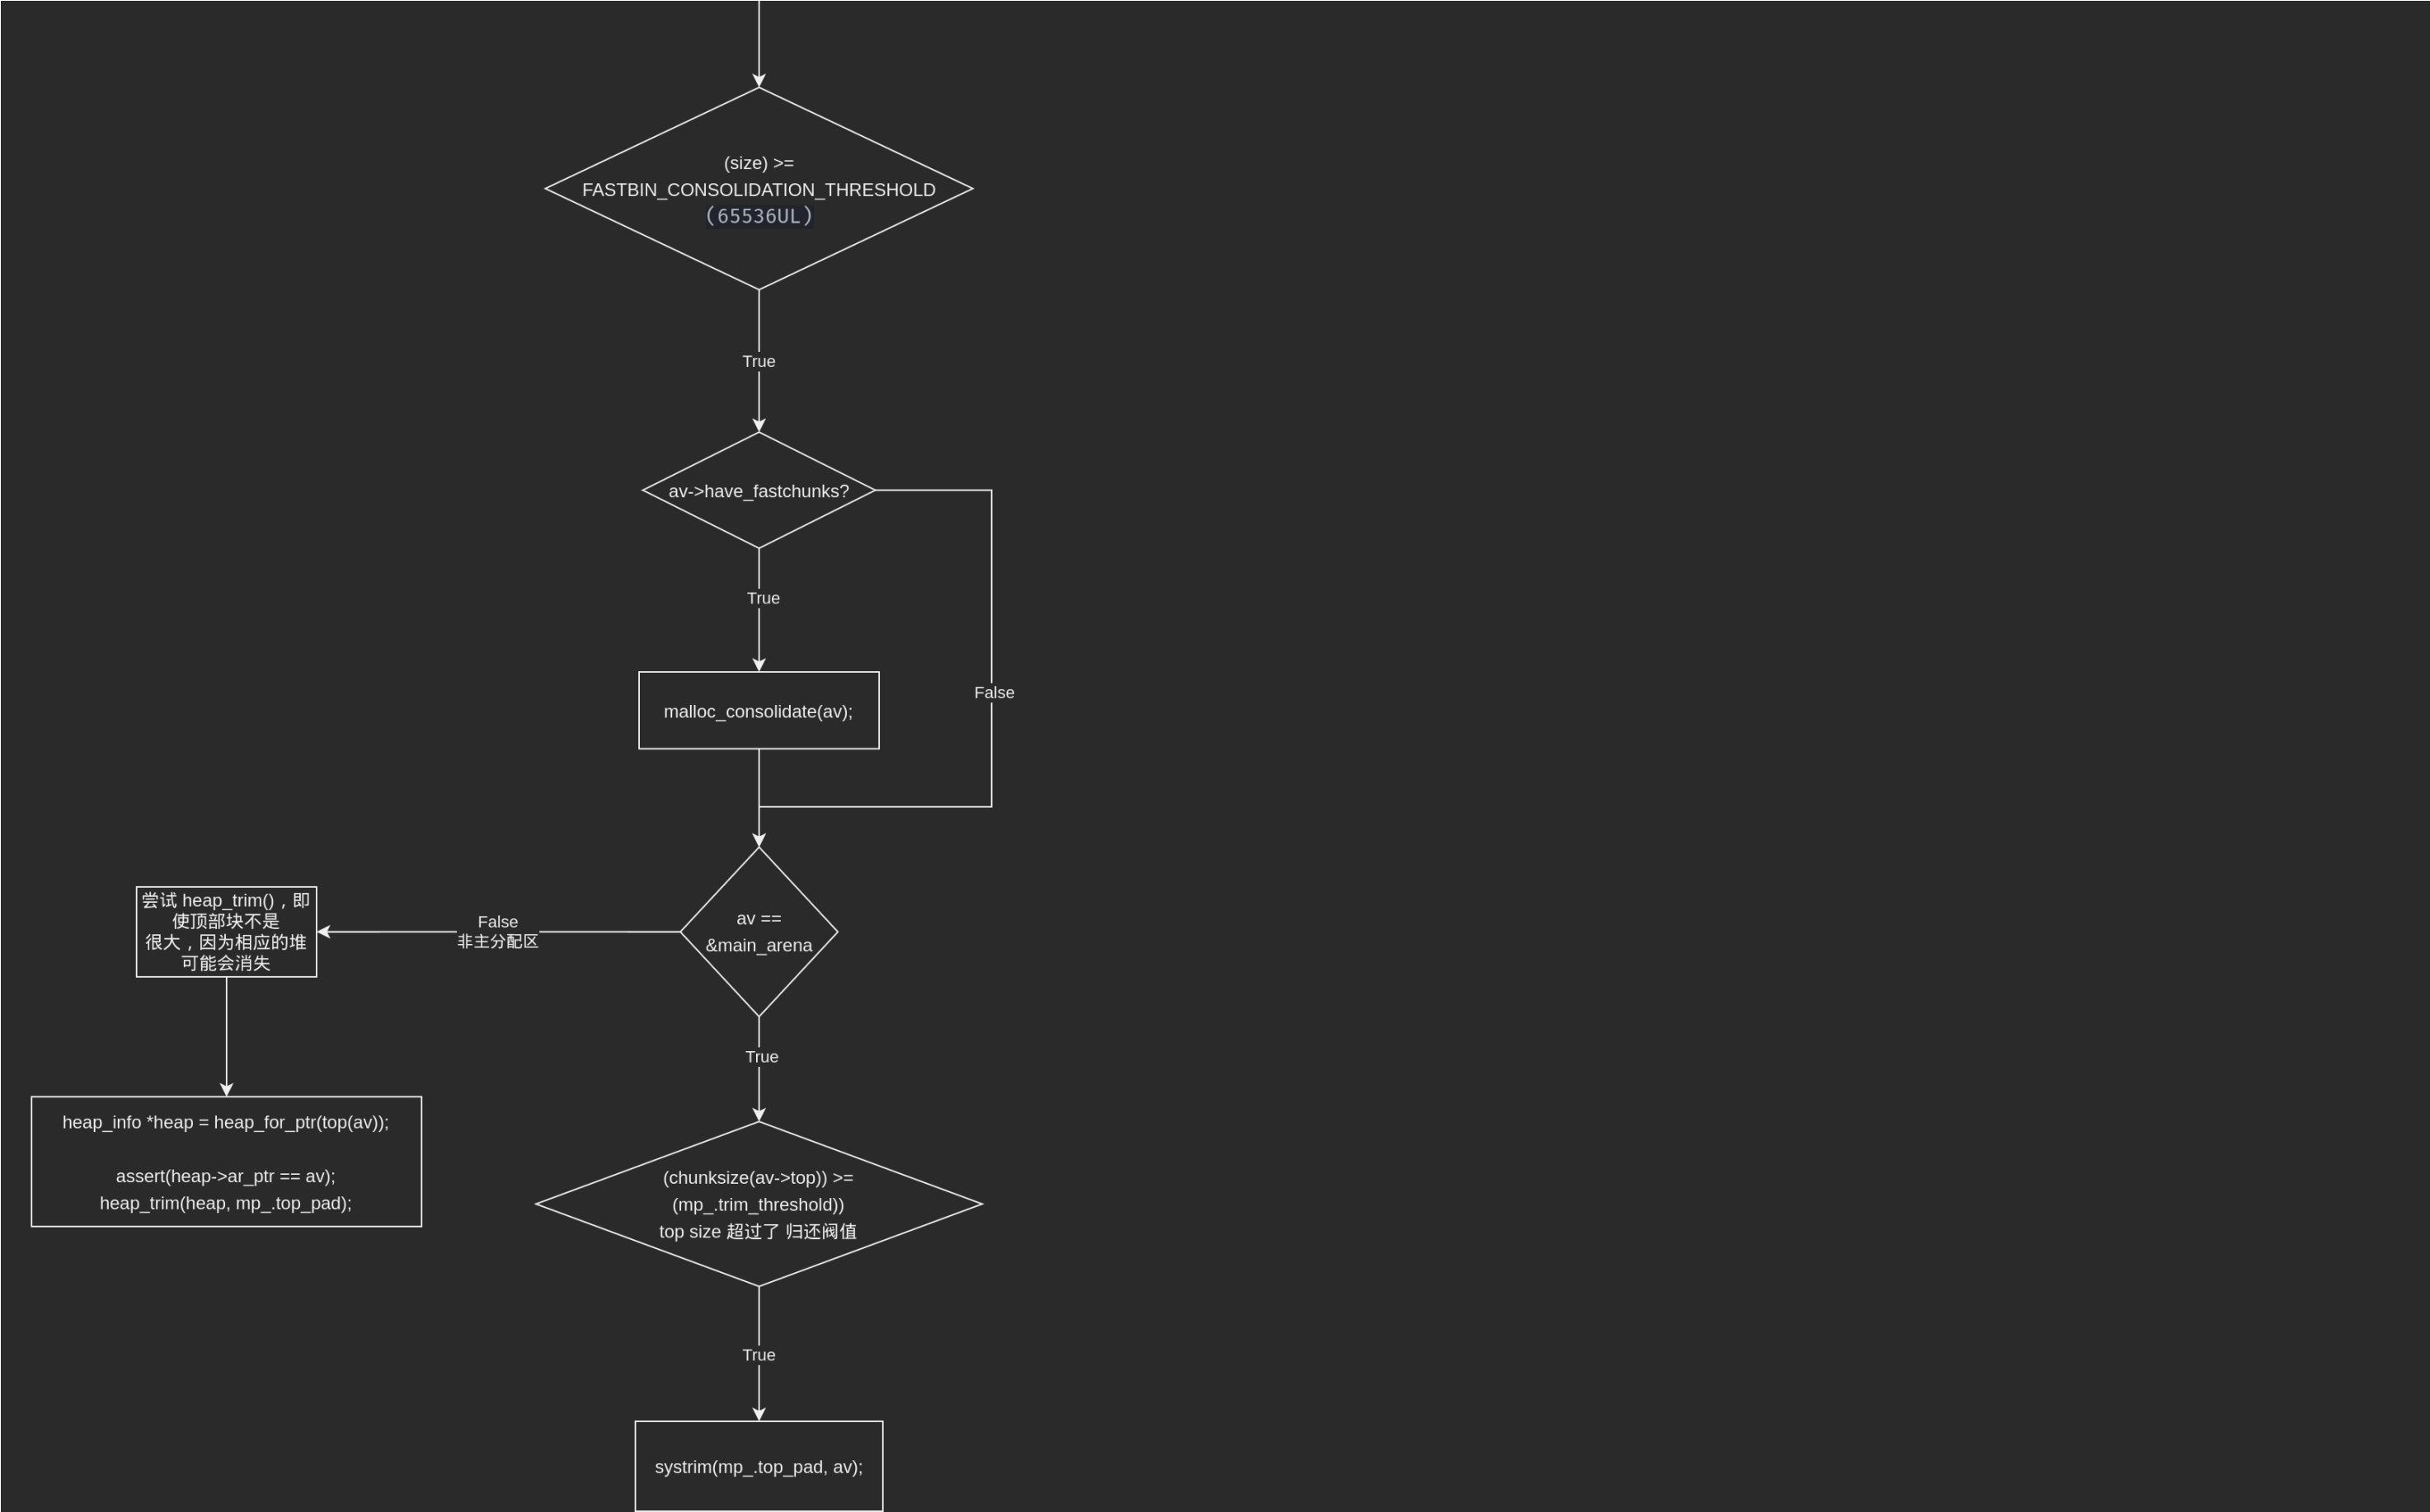 (size) >=
FASTBIN_CONSOLIDATION_THRESHOLD
(65536UL)
True
av->have_fastchunks?
True
False
malloc_consolidate(av);
av ==
&main_arena
False
非主分配区
尝试 heap_trim()，即
使顶部块不是
很大，因为相应的堆
可能会消失
True
heap_info *heap = heap_for_ptr(top(av));
assert(heap->ar_ptr == av);
heap_trim(heap, mp_.top_pad);
(chunksize(av->top)) >=
(mp_.trim_threshold))
top size 超过了 归还阀值
True
systrim(mp_.top_pad, av);